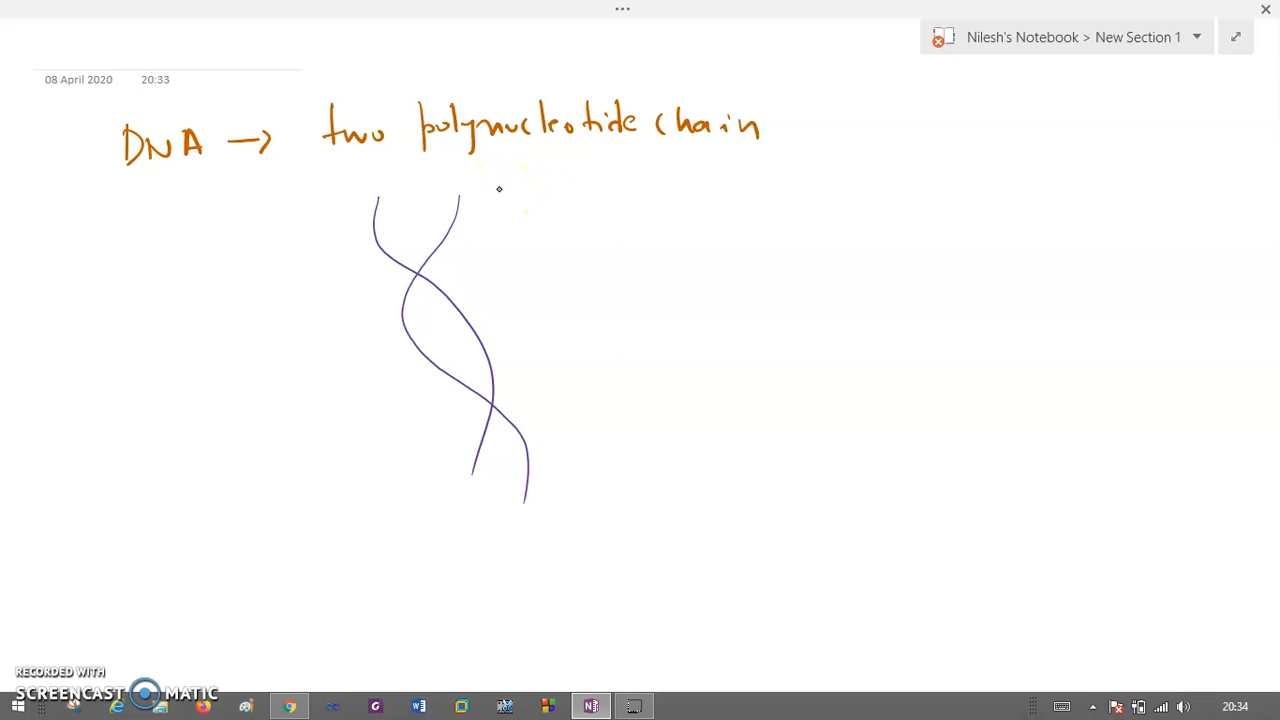 Nilesh's Notebook > New Section 1
08 April 2020 20:33
DNA → two polynucleotide chain
RECORDED WITH
SCREENCAST MATIC
20:34